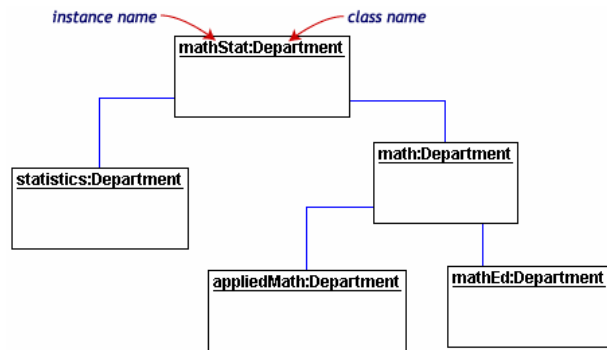 instance name
class name
mathStat:Department
math:Department
statistics:Department
appliedMath:Department
mathEd:Department